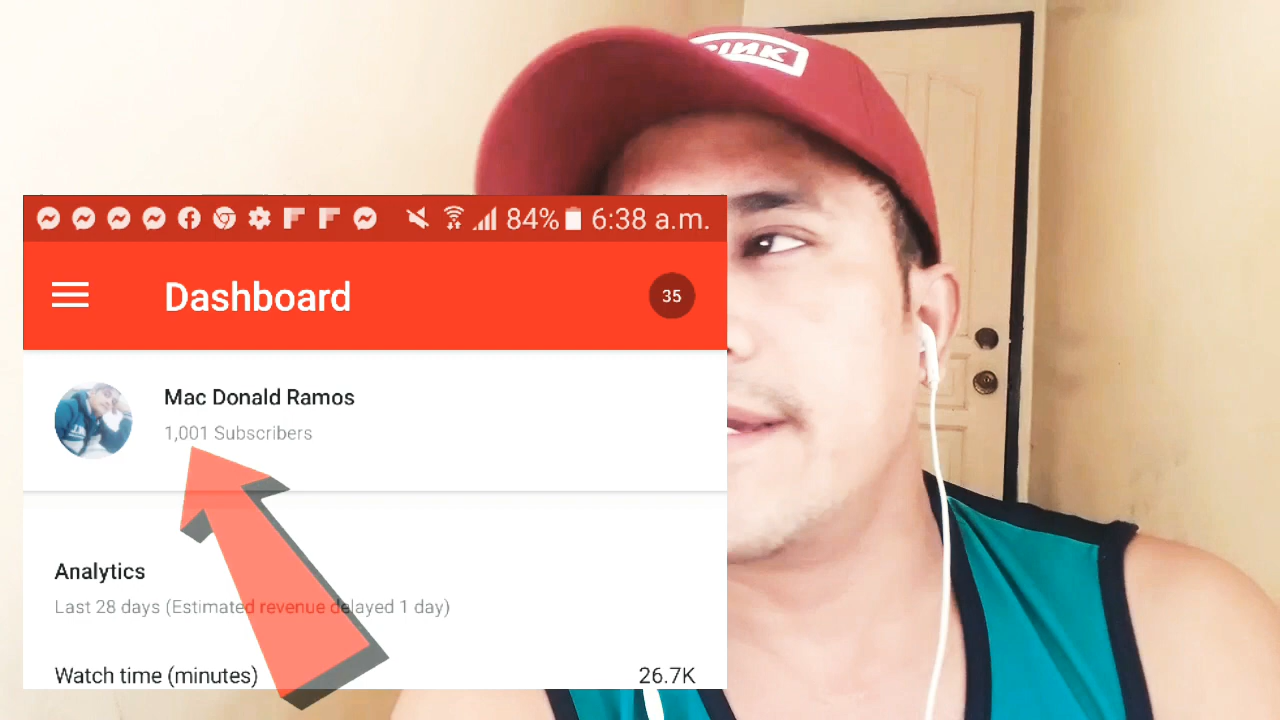 84% 6:38 a.m.
Dashboard
35
Mac Donald Ramos
1,001 Subscribers
Analytics
Last 28 days (Estimated revenue delayed 1 day)
Watch time (minutes)
26.7K